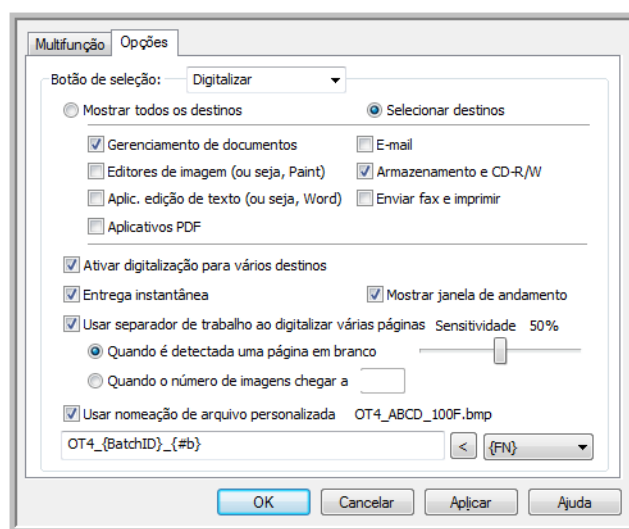 Multifunção Opções
Botão de seleção: Digitalizar
Mostrar todos os destinos Selecionar destinos
Gerenciamento de documentos E-mail
Editores de imagem (ou seja, Paint) Armazenamento e CD-R/W
Aplic. edição de texto (ou seja, Word) Enviar fax e imprimir
Aplicativos PDF
Ativar digitalização para vários destinos
Entrega instantânea Mostrar janela de andamento
Usar separador de trabalho ao digitalizar várias páginas Sensitividade 50%
Quando é detectada uma página em branco
Quando o número de imagens chegar a
Usar nomeação de arquivo personalizada OT4_ABCD_100F.bmp
OT4_{BatchID}_{#b} < {FN}
OK Cancelar Aplicar Ajuda